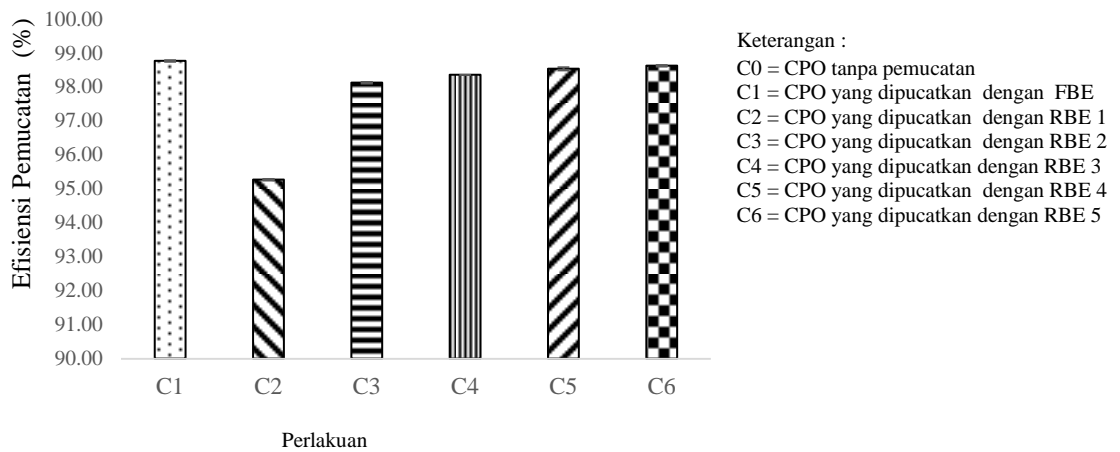 Efisiensi Pemucatan (%)
100.00
99.00
98.00
97.00
96.00
95.00
94.00
93.00
92.00
91.00
90.00
C1 C2 C3 C4 C5 C6
Perlakuan
Keterangan :
C0 = CPO tanpa pemucatan
C1 = CPO yang dipucatkan dengan FBE
C2 = CPO yang dipucatkan dengan RBE 1
C3 = CPO yang dipucatkan dengan RBE 2
C4 = CPO yang dipucatkan dengan RBE 3
C5 = CPO yang dipucatkan dengan RBE 4
C6 = CPO yang dipucatkan dengan RBE 5